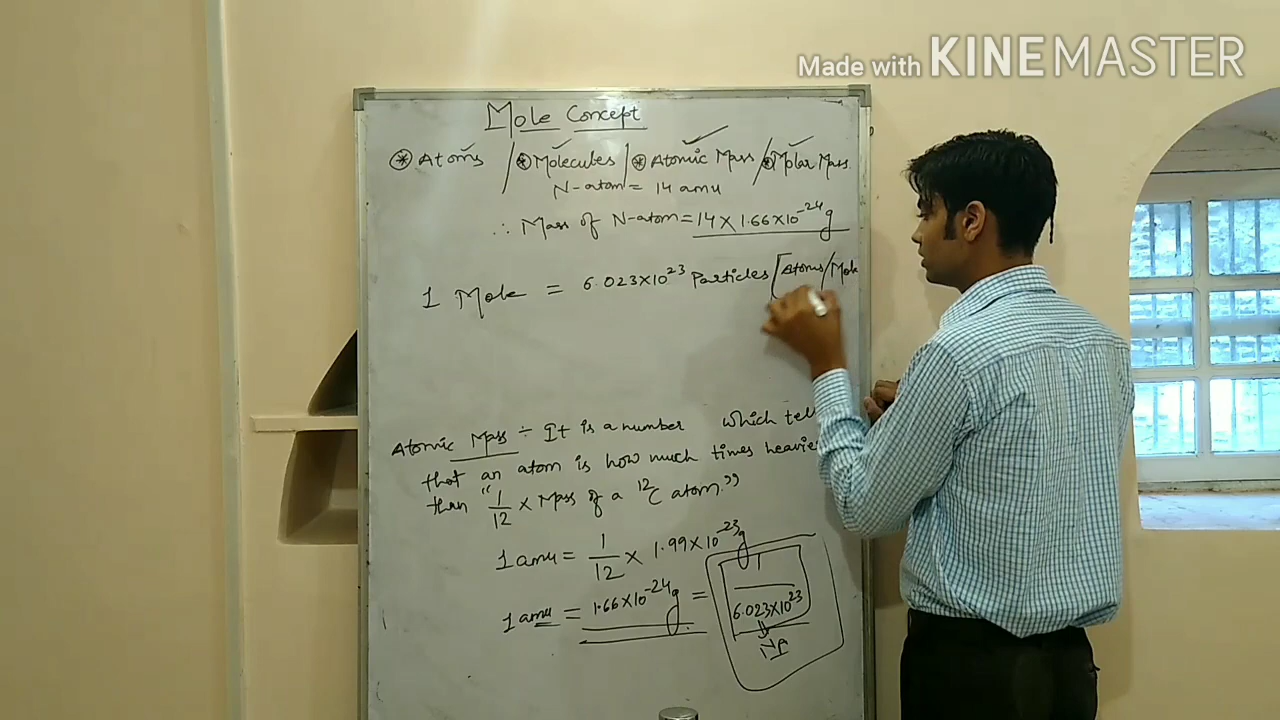 Made with KINEMASTER
Mole Concept
⊛ Atoms / ⊛ Molecules | ⊛ Atomic Mass / ⊛ Molar Mass
N-atom = 14 amu
∴ Mass of N-atom = 14 × 1.66×10⁻²⁴ g
1 Mole = 6.023×10²³ Particles [Atoms/Mole
Atomic Mass ÷ It is a number which tell
that an atom is how much times heavie
than "1/12 × Mass of a ¹²C atom."
1 amu = 1/12 × 1.99×10⁻²³ g
1 amu = 1.66×10⁻²⁴ g = 1/6.023×10²³
NA